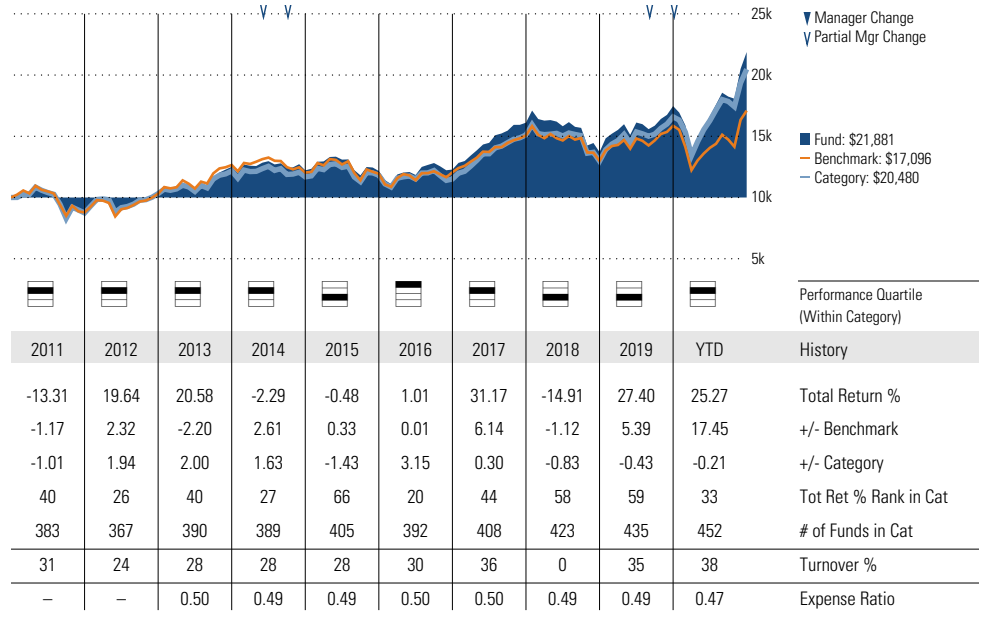 25k
20k
15k
10k
5k
▼ Manager Change
Partial Mgr Change
Fund: $21,881
Benchmark: $17,096
Category: $20,480
Performance Quartile
(Within Category)
2011 2012 2013 2014 2015 2016 2017 2018 2019 YTD History
-13.31 19.64 20.58 -2.29 -0.48 1.01 31.17 -14.91 27.40 25.27 Total Return %
-1.17 2.32 -2.20 2.61 0.33 0.01 6.14 -1.12 5.39 17.45 +/- Benchmark
-1.01 1.94 2.00 1.63 -1.43 3.15 0.30 -0.83 -0.43 -0.21 +/- Category
40 26 40 27 66 20 44 58 59 33 Tot Ret % Rank in Cat
383 367 390 389 405 392 408 423 435 452 # of Funds in Cat
31 24 28 28 28 30 36 0 35 38 Turnover %
– – 0.50 0.49 0.49 0.50 0.50 0.49 0.49 0.47 Expense Ratio